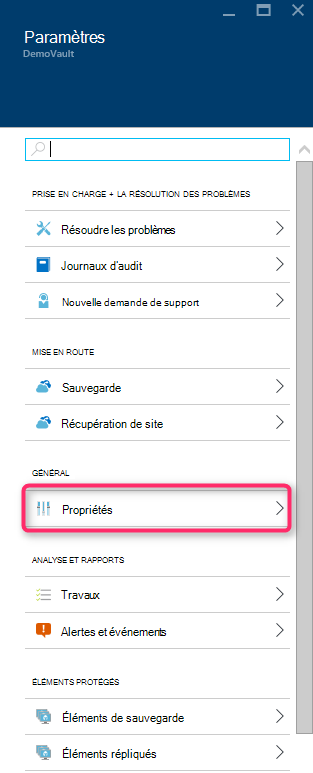 Paramètres
DemoVault
PRISE EN CHARGE + LA RÉSOLUTION DES PROBLÈMES
Résoudre les problèmes
Journaux d'audit
Nouvelle demande de support
MISE EN ROUTE
Sauvegarde
Récupération de site
GÉNÉRAL
Propriétés
ANALYSE ET RAPPORTS
Travaux
Alertes et événements
ÉLÉMENTS PROTÉGÉS
Éléments de sauvegarde
Éléments répliqués